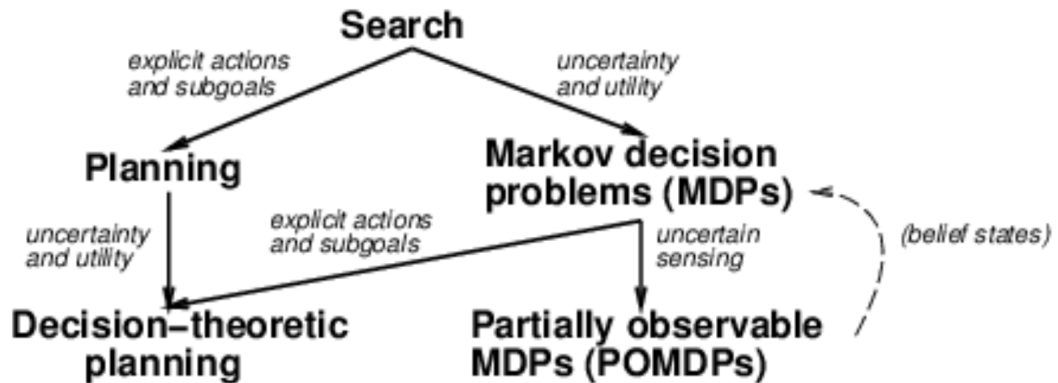 Search
explicit actions
and subgoals
uncertainty
and utility
Planning
Markov decision
problems (MDPs)
uncertainty
and utility
explicit actions
and subgoals
uncertain
sensing
(belief states)
Decision−theoretic
planning
Partially observable
MDPs (POMDPs)